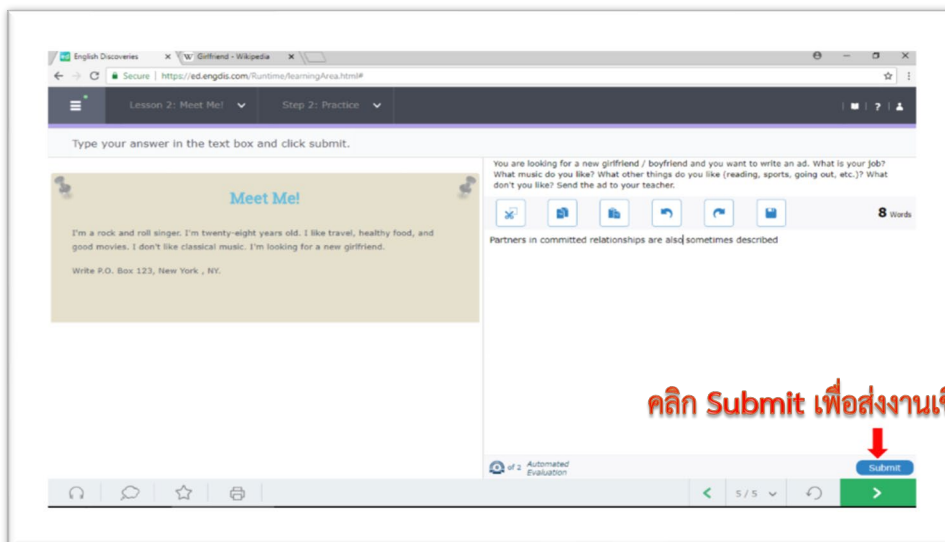 English Discoveries
Girlfriend - Wikipedia
Secure | https://ed.engdis.com/Runtime/learningArea.html#
Lesson 2: Meet Me!
Step 2: Practice
?
Type your answer in the text box and click submit.
You are looking for a new girlfriend / boyfriend and you want to write an ad. What is your job?
What music do you like? What other things do you like (reading, sports, going out, etc.)? What
don't you like? Send the ad to your teacher.
8 Words
Meet Me!
I'm a rock and roll singer. I'm twenty-eight years old. I like travel, healthy food, and
good movies. I don't like classical music. I'm looking for a new girlfriend.
Write P.O. Box 123, New York , NY.
Partners in committed relationships are also sometimes described
คลิก Submit เพื่อส่งงาน
of 2 Automated
Evaluation
Submit
5/5